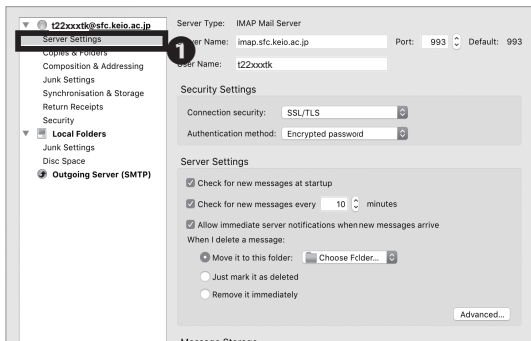 t22xxxtk@sfc.keio.ac.jp
Server Settings
Copies & Folders
Composition & Addressing
Junk Settings
Synchronisation & Storage
Return Receipts
Security
Local Folders
Junk Settings
Disc Space
Outgoing Server (SMTP)
1
Server Type: IMAP Mail Server
Server Name: imap.sfc.keio.ac.jp Port: 993 Default: 993
User Name: t22xxxtk
Security Settings
Connection security: SSL/TLS
Authentication method: Encrypted password
Server Settings
Check for new messages at startup
Check for new messages every 10 minutes
Allow immediate server notifications when new messages arrive
When I delete a message:
Move it to this folder: Choose Folder...
Just mark it as deleted
Remove it immediately
Advanced...
Message Storage